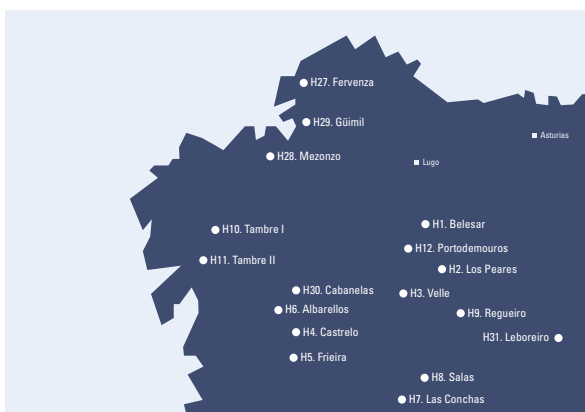 H27. Fervenza
H29. Güimil
Asturias
H28. Mezonzo
Lugo
H1. Belesar
H10. Tambre I
H12. Portodemouros
H11. Tambre II
H2. Los Peares
H30. Cabanelas
H3. Velle
H6. Albarellos
H9. Regueiro
H4. Castrelo
H31. Leboreiro
H5. Frieira
H8. Salas
H7. Las Conchas